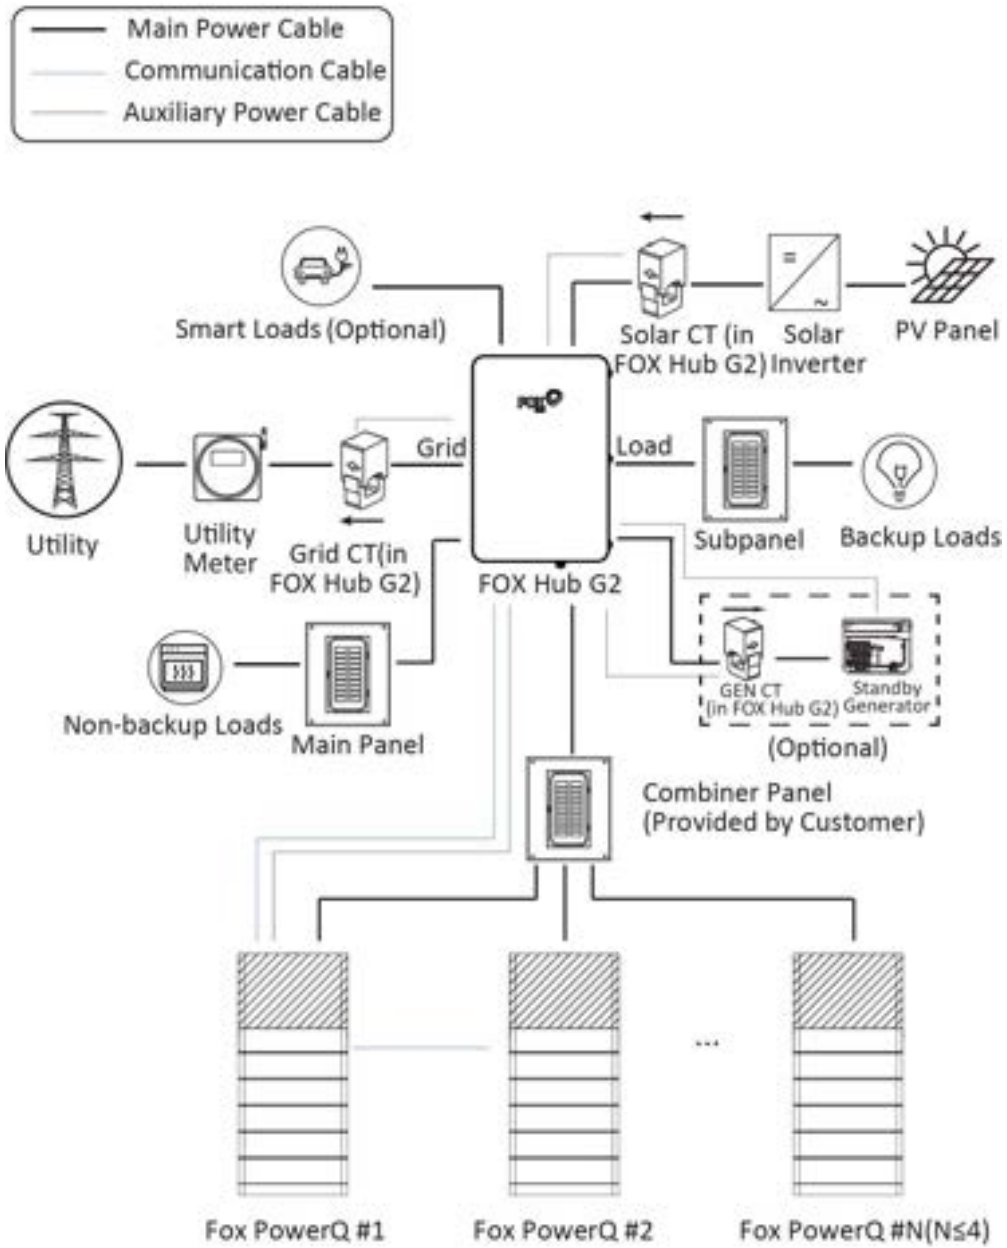 Main Power Cable
Communication Cable
Auxiliary Power Cable
Smart Loads (Optional)
Solar CT (in
FOX Hub G2)
Solar
Inverter
PV Panel
Grid
Load
Utility
Utility
Meter
Grid CT(in
FOX Hub G2)
FOX Hub G2
Subpanel
Backup Loads
Non-backup Loads
Main Panel
GEN CT
(in FOX Hub G2)
Standby
Generator
(Optional)
Combiner Panel
(Provided by Customer)
...
Fox PowerQ #1
Fox PowerQ #2
Fox PowerQ #N(N≤4)